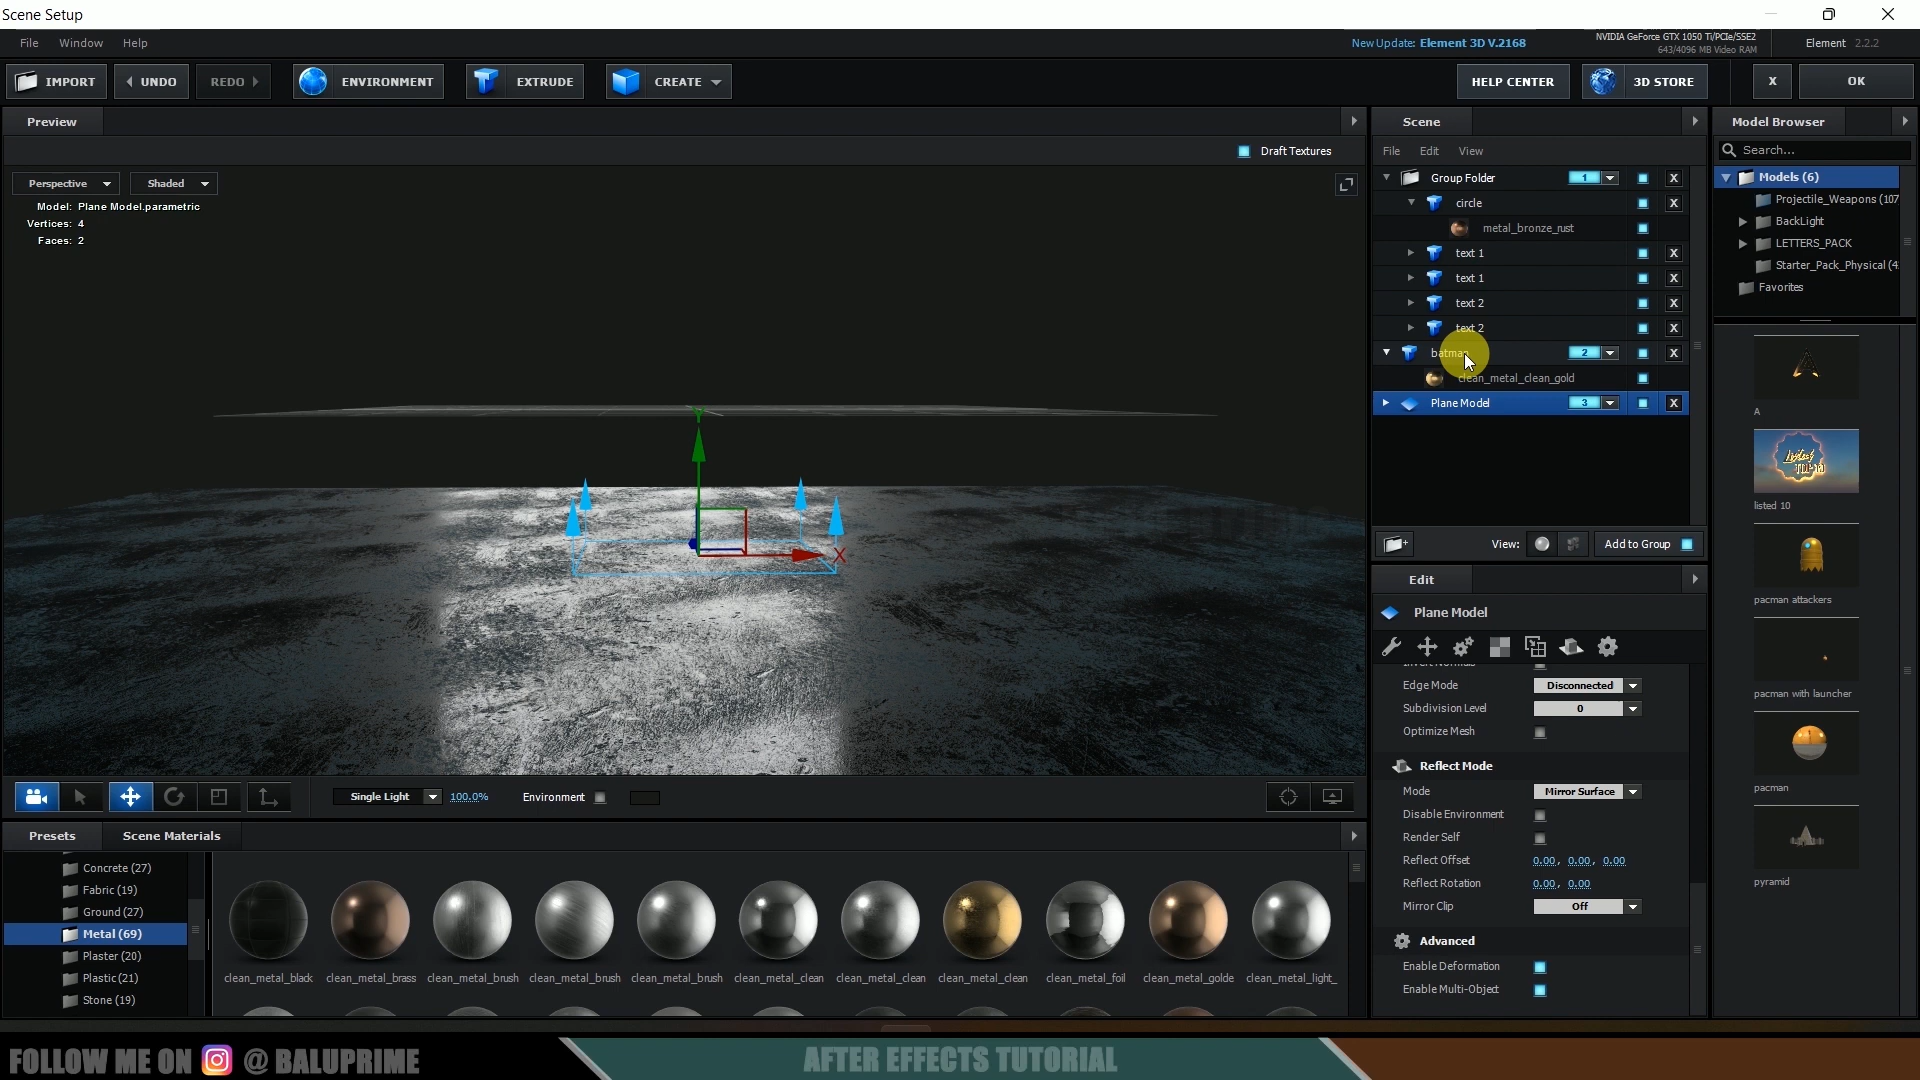 Scene Setup
File Window Help
New Update: Element 3D V.2168
NVIDIA GeForce GTX 1050 Ti/PCIe/SSE2
643/4096 MB Video RAM
Element 2.2.2
IMPORT UNDO REDO ENVIRONMENT EXTRUDE CREATE HELP CENTER 3D STORE X OK
Preview
Draft Textures
Perspective Shaded
Model: Plane Model.parametric
Vertices: 4
Faces: 2
Y
X
Single Light 100.0% Environment
Scene
File Edit View
Group Folder 1 X
circle X
metal_bronze_rust
text 1 X
text 1 X
text 2 X
text 2 X
batman 2 X
clean_metal_clean_gold
Plane Model 3 X
View: Add to Group
Edit
Plane Model
Edge Mode Disconnected
Subdivision Level 0
Optimize Mesh
Reflect Mode
Mode Mirror Surface
Disable Environment
Render Self
Reflect Offset 0.00, 0.00, 0.00
Reflect Rotation 0.00, 0.00
Mirror Clip Off
Advanced
Enable Deformation
Enable Multi-Object
Model Browser
Search...
Models (6)
Projectile_Weapons (107
BackLight
LETTERS_PACK
Starter_Pack_Physical (4
Favorites
A
listed 10
pacman attackers
pacman with launcher
pacman
pyramid
Presets Scene Materials
Concrete (27)
Fabric (19)
Ground (27)
Metal (69)
Plaster (20)
Plastic (21)
Stone (19)
clean_metal_black clean_metal_brass clean_metal_brush clean_metal_brush clean_metal_brush clean_metal_clean clean_metal_clean clean_metal_clean clean_metal_foil clean_metal_golde clean_metal_light_
FOLLOW ME ON @ BALUPRIME
AFTER EFFECTS TUTORIAL